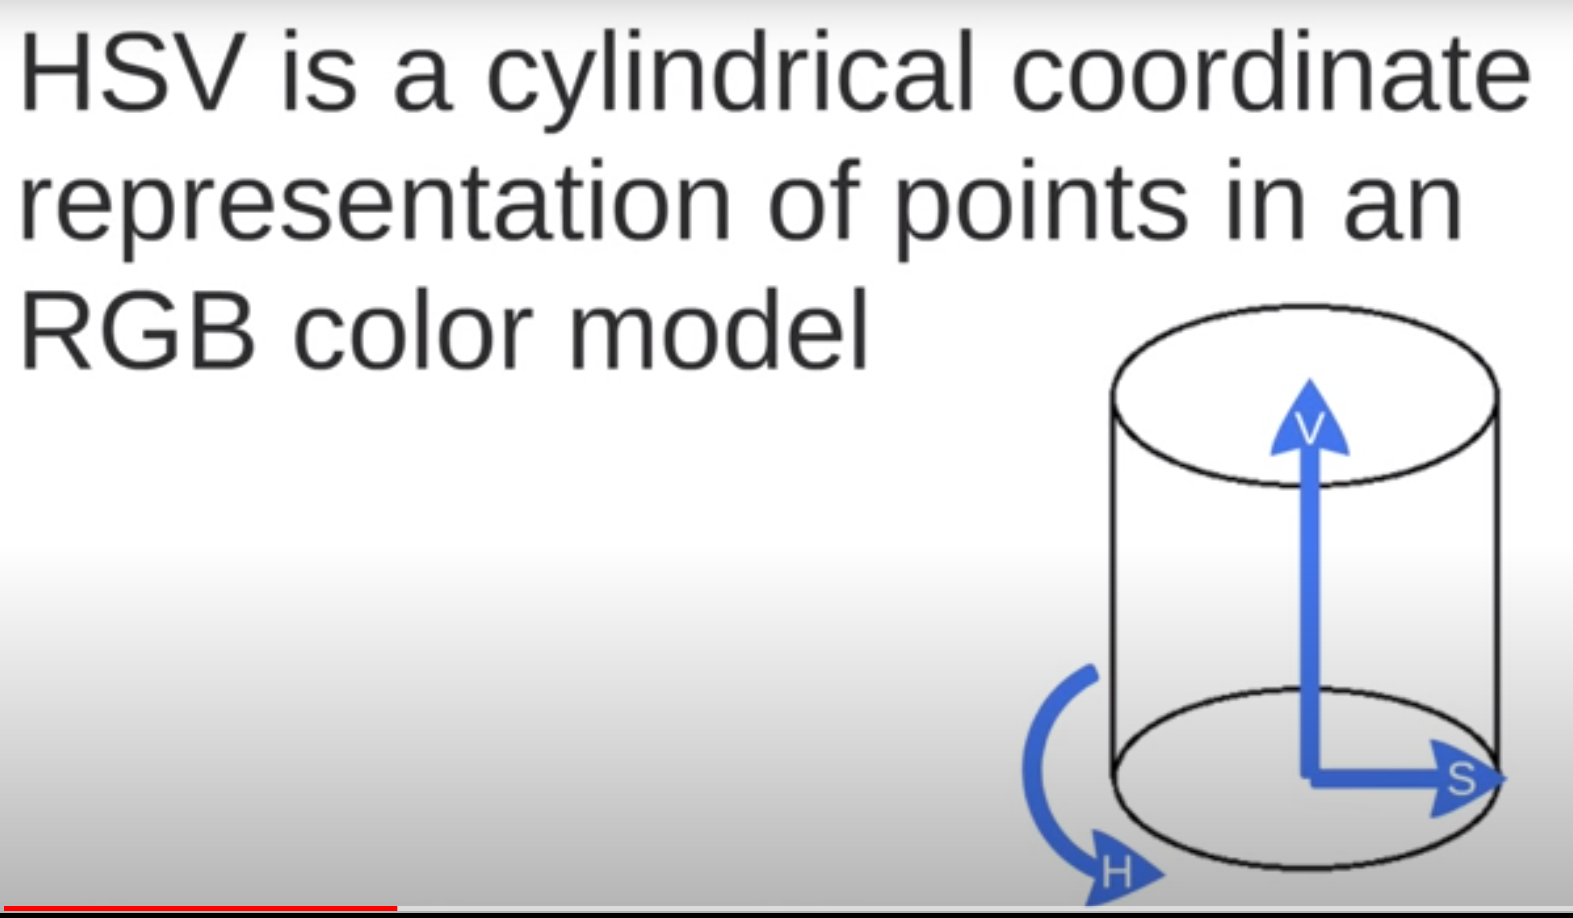 HSV is a cylindrical coordinate
representation of points in an
RGB color model
V
S
H